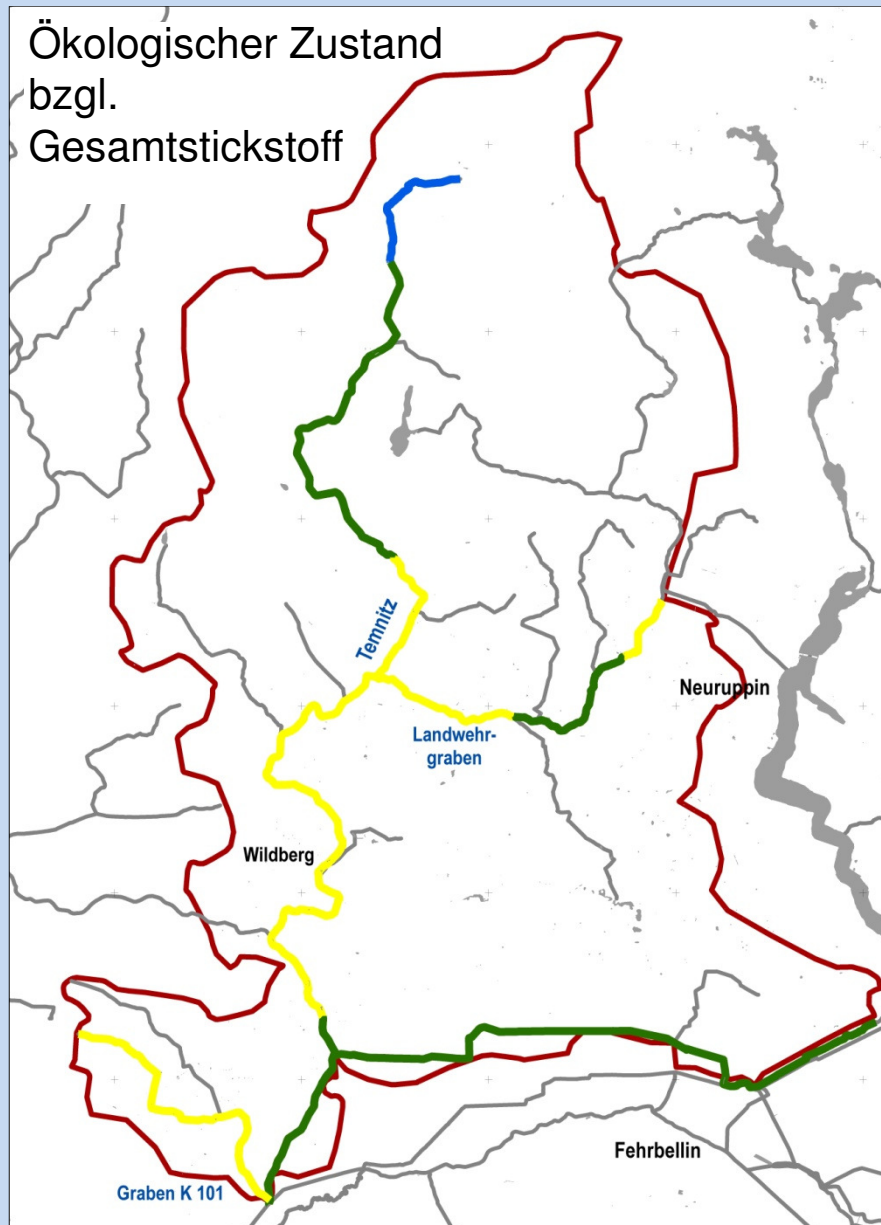 Ökologischer Zustand
bzgl.
Gesamtstickstoff
Temnitz
Neuruppin
Landwehr-
graben
Wildberg
Fehrbellin
Graben K 101